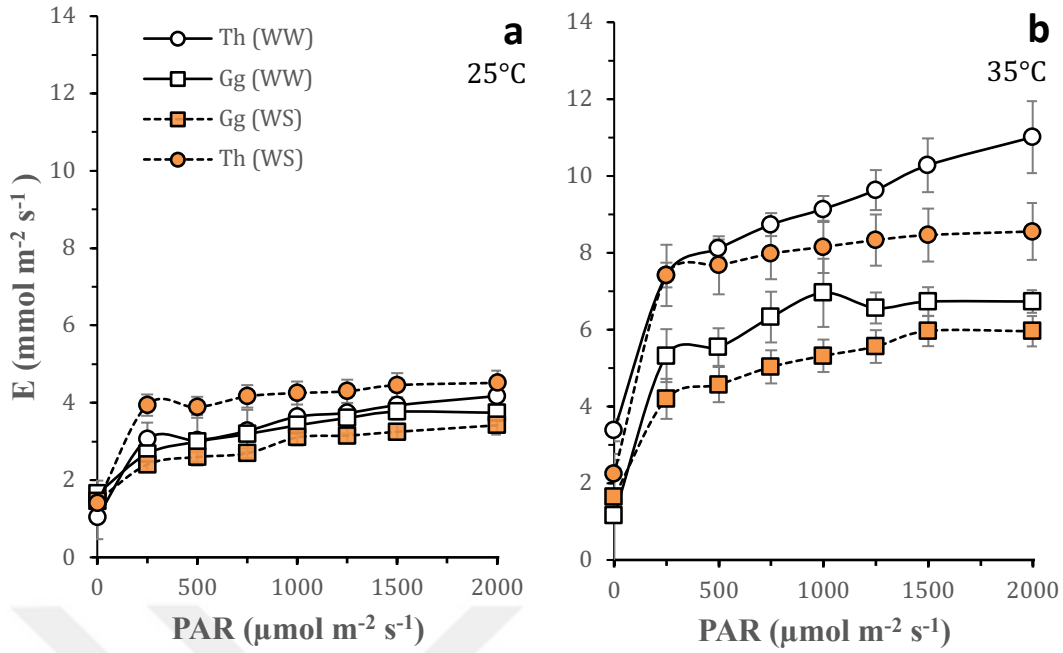 a
25°C
Th (WW)
Gg (WW)
Gg (WS)
Th (WS)
E (mmol m-2 s-1)
14
12
10
8
6
4
2
0
0
500
1000
1500
2000
PAR (µmol m-2 s-1)
b
35°C
14
12
10
8
6
4
2
0
0
500
1000
1500
2000
PAR (µmol m-2 s-1)